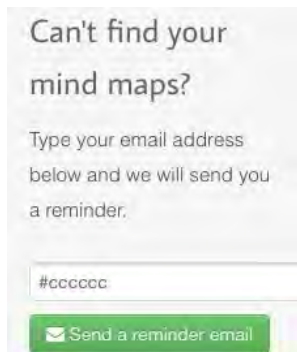 Can't find your
mind maps?
Type your email address
below and we will send you
a reminder.
#cccccc
Send a reminder email